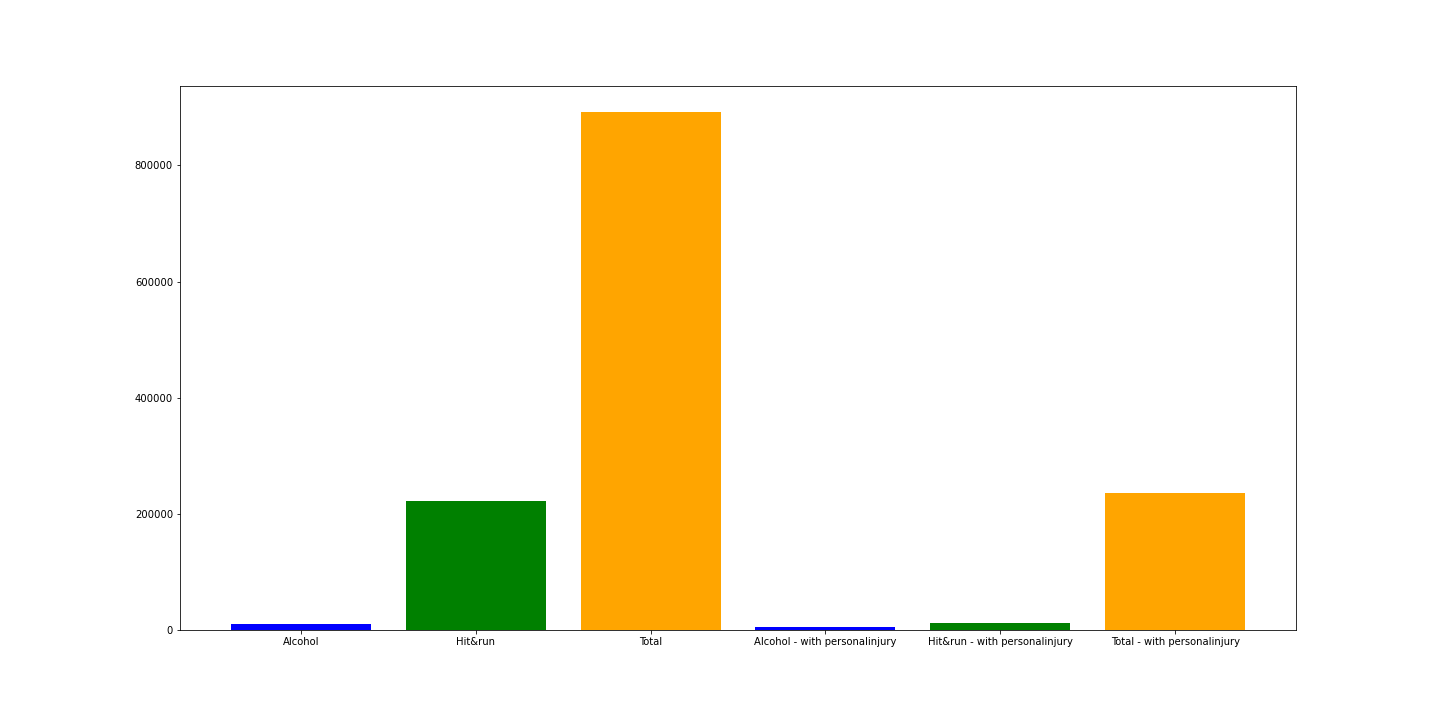 800000
600000
400000
200000
0
Alcohol
Hit&run
Total
Alcohol - with personalinjury
Hit&run - with personalinjury
Total - with personalinjury